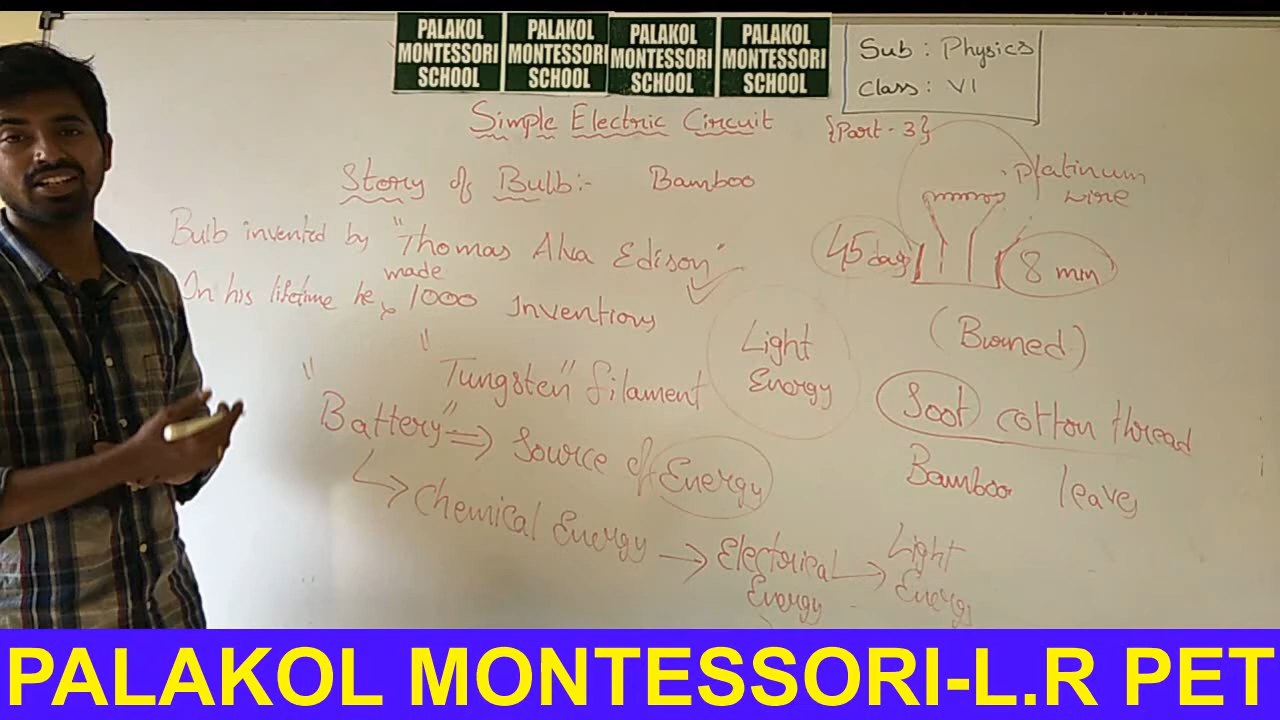 PALAKOL MONTESSORI SCHOOL
PALAKOL MONTESSORI SCHOOL
PALAKOL MONTESSORI SCHOOL
PALAKOL MONTESSORI SCHOOL
Sub : Physics
Class : VI
Simple Electric Circuit {Part - 3}
Story of Bulb:- Bamboo
Platinum
wire
Bulb invented by "Thomas Alva Edison"
45 days
8 min
In his lifetime he made 1000 Inventions
(Burned)
Light
Energy
"Tungsten" filament
Soot cotton thread
"Battery" => Source of Energy
Bamboo leaves
Chemical Energy → Electrical Energy → Light Energy
PALAKOL MONTESSORI-L.R PET